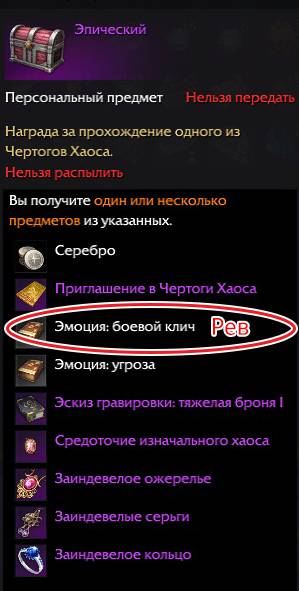 Эпический
Персональный предмет Нельзя передать
Награда за прохождение одного из
Чертогов Хаоса.
Нельзя распылить
Вы получите один или несколько
предметов из указанных.
Серебро
Приглашение в Чертоги Хаоса
Эмоция: боевой клич Рев
Эмоция: угроза
Эскиз гравировки: тяжелая броня I
Средоточие изначального хаоса
Заиндевелое ожерелье
Заиндевелые серьги
Заиндевелое кольцо